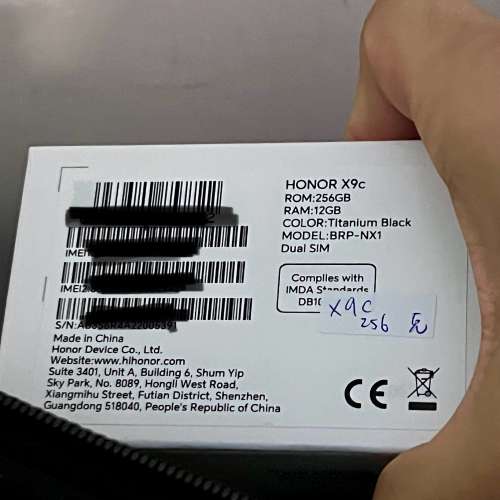 HONOR X9c
ROM:256GB
RAM:12GB
COLOR:Titanium Black
MODEL:BRP-NX1
Dual SIM
IMEI
IMEI2
S/N:
Made in China
Honor Device Co., Ltd.
Website:www.hihonor.com
Suite 3401, Unit A, Building 6, Shum Yip
Sky Park, No. 8089, Hongli West Road,
Xiangmihu Street, Futian District, Shenzhen,
Guangdong 518040, People's Republic of China
Complies with
IMDA Standards
DB10
X9C
256
CE